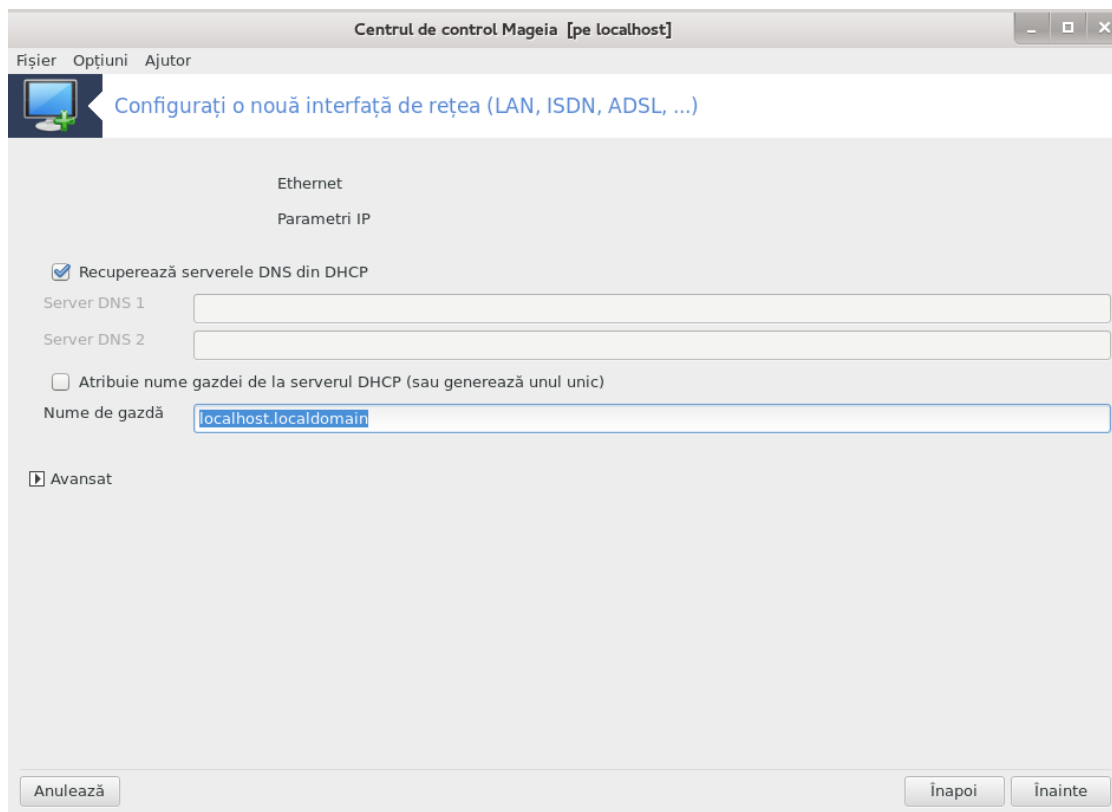 Centrul de control Mageia [pe localhost]
Fișier Opțiuni Ajutor
Configurați o nouă interfață de rețea (LAN, ISDN, ADSL, ...)
Ethernet
Parametri IP
Recuperează serverele DNS din DHCP
Server DNS 1
Server DNS 2
Atribuie nume gazdei de la serverul DHCP (sau generează unul unic)
Nume de gazdă localhost.localdomain
Avansat
Anulează Înapoi Înainte